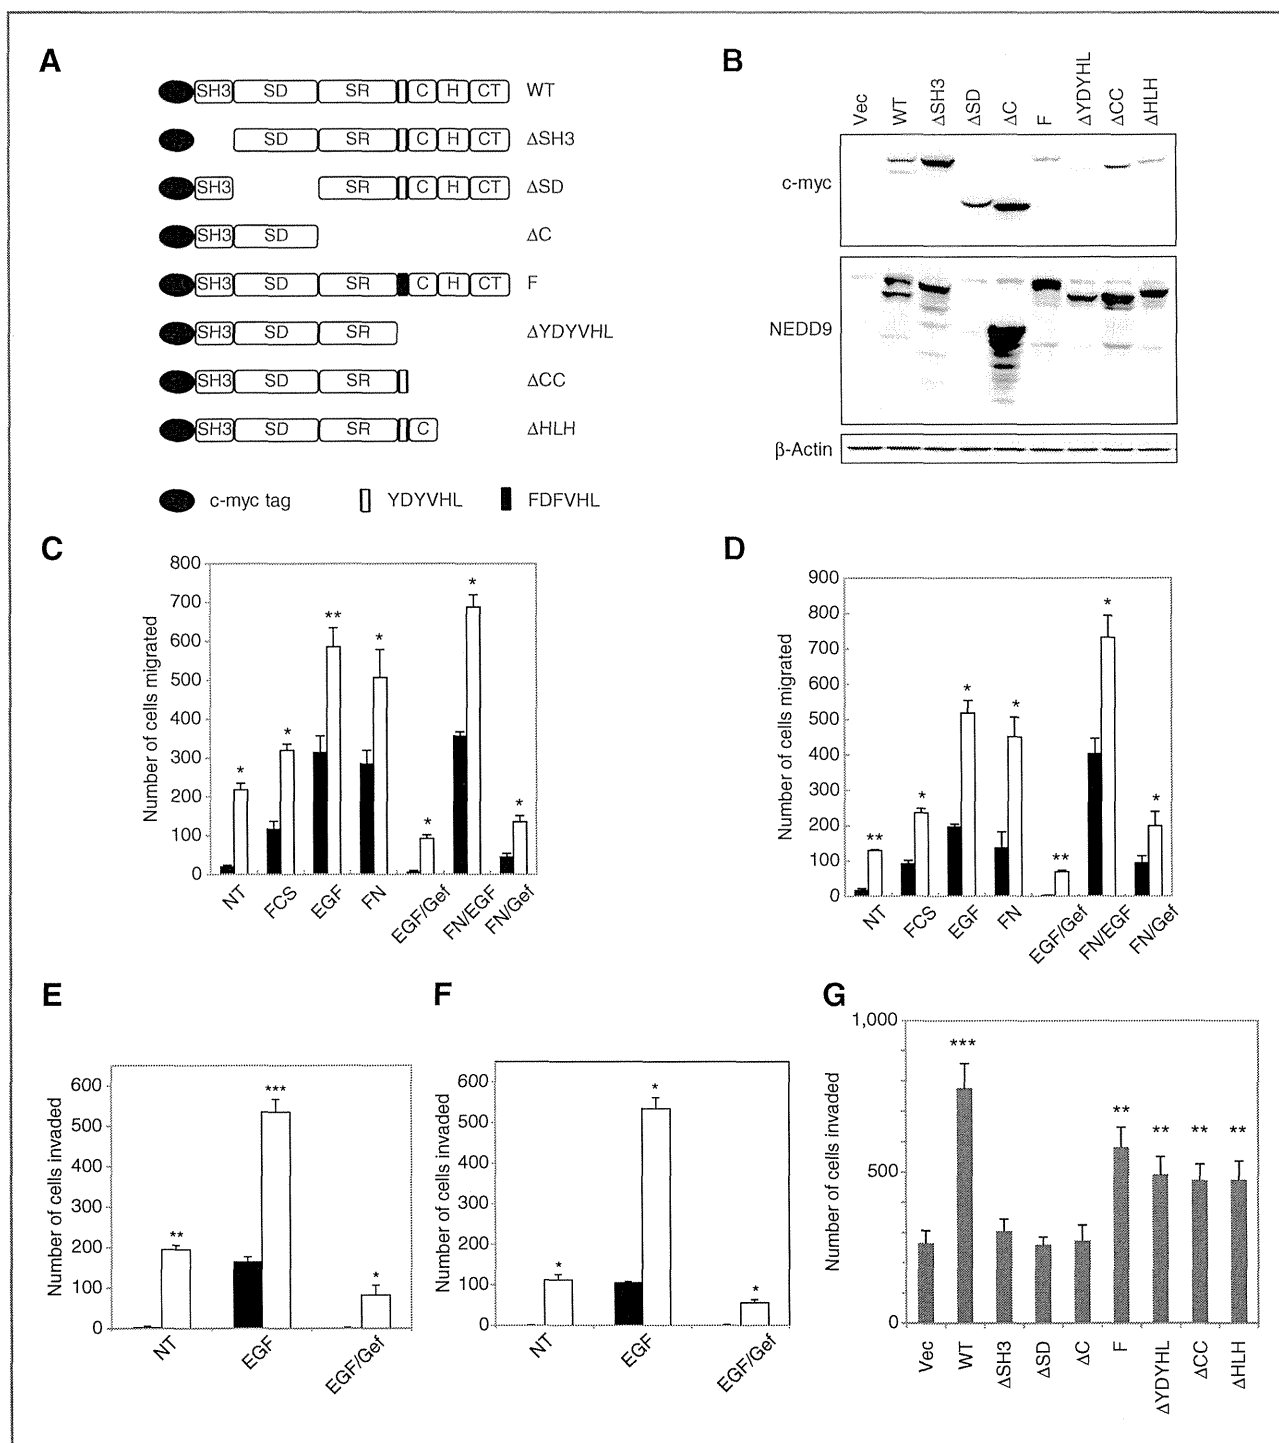 A
SH3 SD SR C H CT WT
SD SR C H CT ΔSH3
SH3 SR C H CT ΔSD
SH3 SD ΔC
SH3 SD SR C H CT F
SH3 SD SR ΔYDYVHL
SH3 SD SR ΔCC
SH3 SD SR C ΔHLH
c-myc tag YDYVHL FDFVHL
B
Vec WT ΔSH3 ΔSD ΔC F ΔYDYHL ΔCC ΔHLH
c-myc
NEDD9
β-Actin
C
Number of cells migrated
800
700
600
500
400
300
200
100
0
* * ** * * * *
NT FCS EGF FN EGF/Gef FN/EGF FN/Gef
D
Number of cells migrated
900
800
700
600
500
400
300
200
100
0
** * * * ** * *
NT FCS EGF FN EGF/Gef FN/EGF FN/Gef
E
Number of cells invaded
600
500
400
300
200
100
0
** *** *
NT EGF EGF/Gef
F
Number of cells invaded
600
500
400
300
200
100
0
* * *
NT EGF EGF/Gef
G
Number of cells invaded
1,000
500
0
*** ** ** ** **
Vec WT ΔSH3 ΔSD ΔC F ΔYDYHL ΔCC ΔHLH